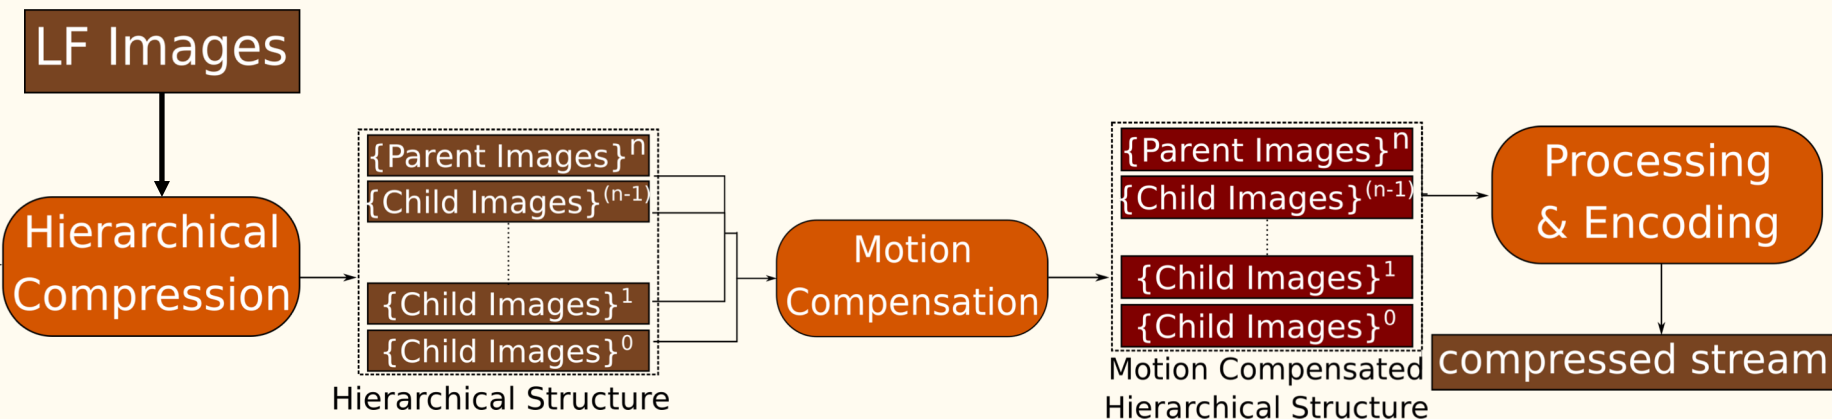 LF Images
Hierarchical
Compression
{Parent Images}^n
{Child Images}^(n-1)
{Child Images}^1
{Child Images}^0
Hierarchical Structure
Motion
Compensation
{Parent Images}^n
{Child Images}^(n-1)
{Child Images}^1
{Child Images}^0
Motion Compensated
Hierarchical Structure
Processing
& Encoding
compressed stream